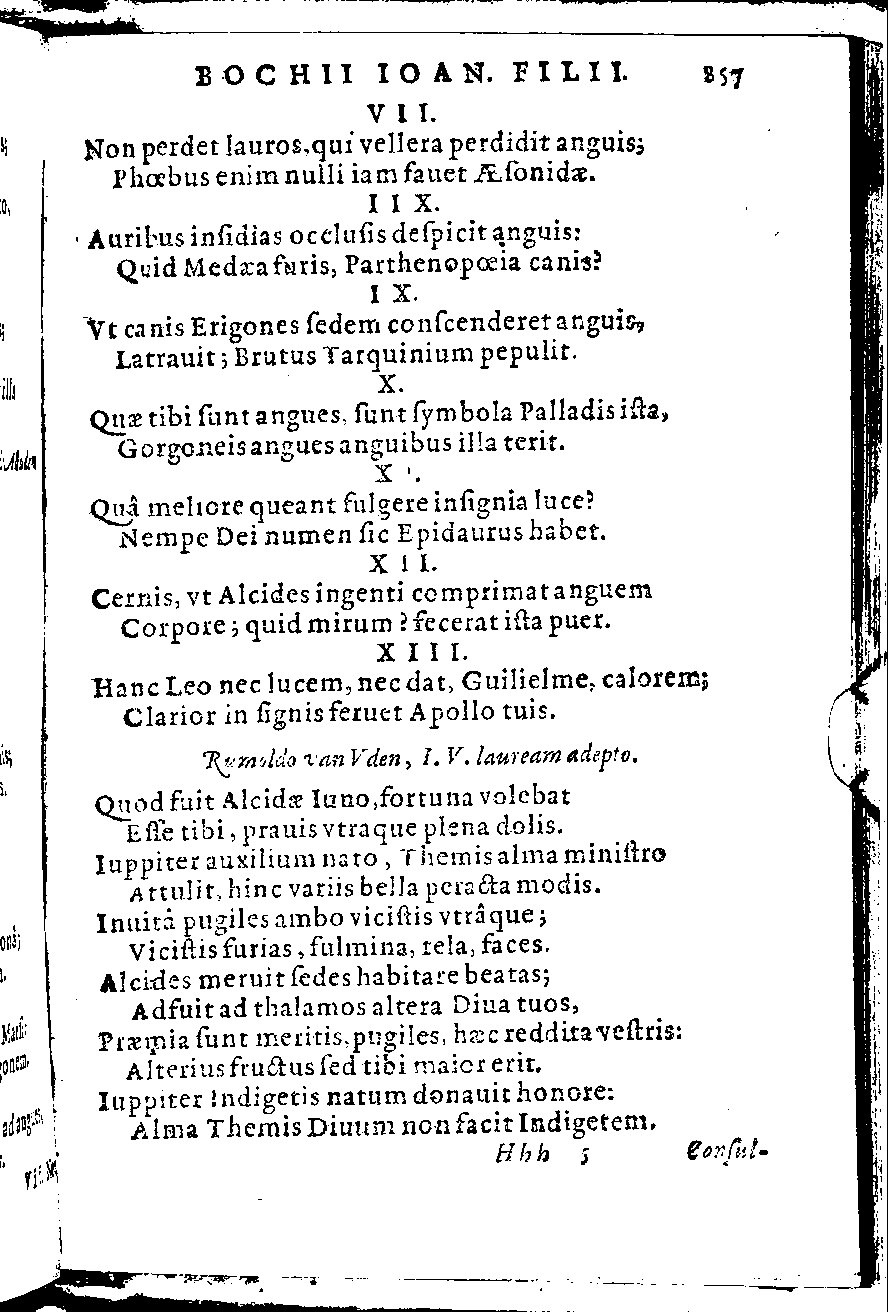 BOCHII IOAN. FILII. 857
VII.
Non perdet lauros, qui vellera perdidit anguis;
Phœbus enim nulli iam fauet Æſonidæ.
IIX.
Auribus inſidias occluſis deſpicit anguis:
Quid Medæa furis, Parthenopœia canis?
IX.
Vt canis Erigones ſedem conſcenderet anguis,
Latrauit; Brutus Tarquinium pepulit.
X.
Quæ tibi ſunt angues, ſunt ſymbola Palladis iſta,
Gorgoneis angues anguibus illa terit.
XI.
Quâ meliore queant fulgere inſignia luce?
Nempe Dei numen ſic Epidaurus habet.
XII.
Cernis, vt Alcides ingenti comprimat anguem
Corpore; quid mirum? fecerat iſta puer.
XIII.
Hanc Leo nec lucem, nec dat, Guilielme, calorem;
Clarior in ſignis feruet Apollo tuis.
Rumoldo van Vden, I. V. lauream adepto.
Quod fuit Alcidæ Iuno, fortuna volebat
Eſſe tibi, prauis vtraque plena dolis.
Iuppiter auxilium nato, Themis alma miniſtro
Attulit, hinc variis bella peracta modis.
Inuitâ pugiles ambo viciſtis vtrâque;
Viciſtis furias, fulmina, tela, faces.
Alcides meruit ſedes habitare beatas;
Adfuit ad thalamos altera Diua tuos,
Præmia ſunt meritis, pugiles, hæc reddita veſtris:
Alterius fructus ſed tibi maior erit.
Iuppiter Indigetis natum donauit honore:
Alma Themis Diuum non facit Indigetem.
Hhh 5 Conſul-